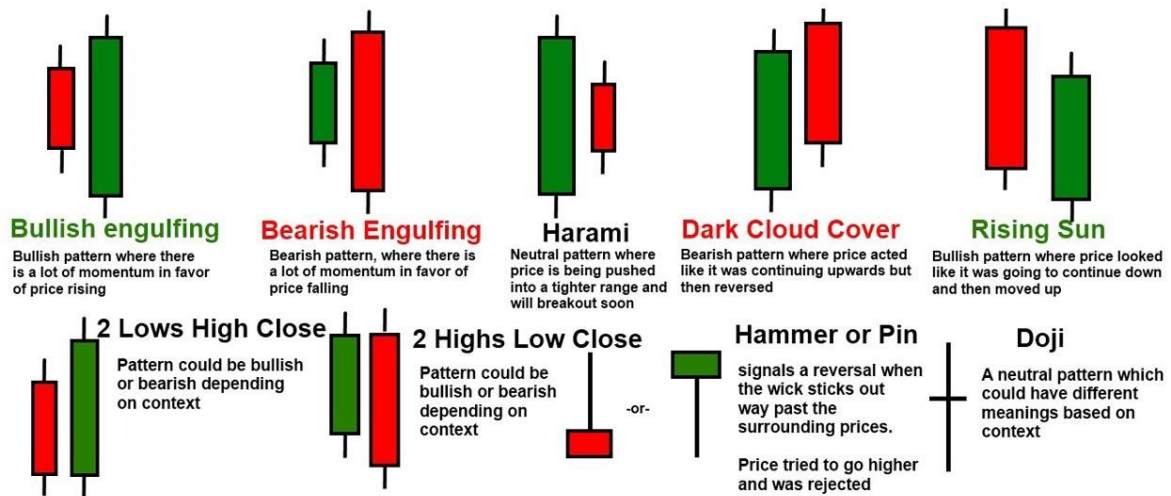 Bullish engulfing
Bullish pattern where there
is a lot of momentum in favor
of price rising
Bearish Engulfing
Bearish pattern, where there
is a lot of momentum in favor of
price falling
Harami
Neutral pattern where
price is being pushed
into a tighter range and
will breakout soon
Dark Cloud Cover
Bearish pattern where price acted
like it was continuing upwards but
then reversed
Rising Sun
Bullish pattern where price looked
like it was going to continue down
and then moved up
2 Lows High Close
Pattern could be bullish
or bearish depending
on context
2 Highs Low Close
Pattern could be
bullish or bearish
depending on
context
-or-
Hammer or Pin
signals a reversal when
the wick sticks out
way past the
surrounding prices.
Price tried to go higher
and was rejected
Doji
A neutral pattern which
could have different
meanings based on
context